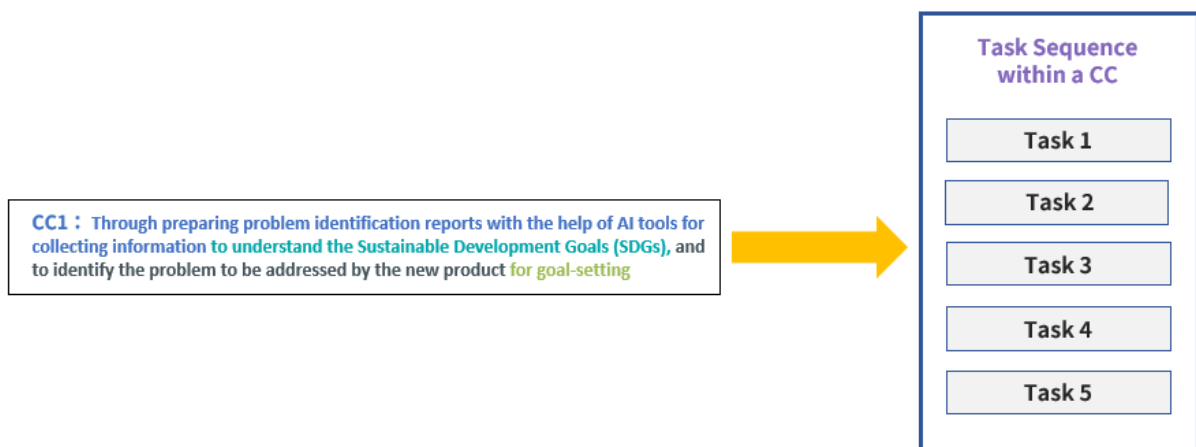 CC1： Through preparing problem identification reports with the help of AI tools for
collecting information to understand the Sustainable Development Goals (SDGs), and
to identify the problem to be addressed by the new product for goal-setting
Task Sequence
within a CC
Task 1
Task 2
Task 3
Task 4
Task 5